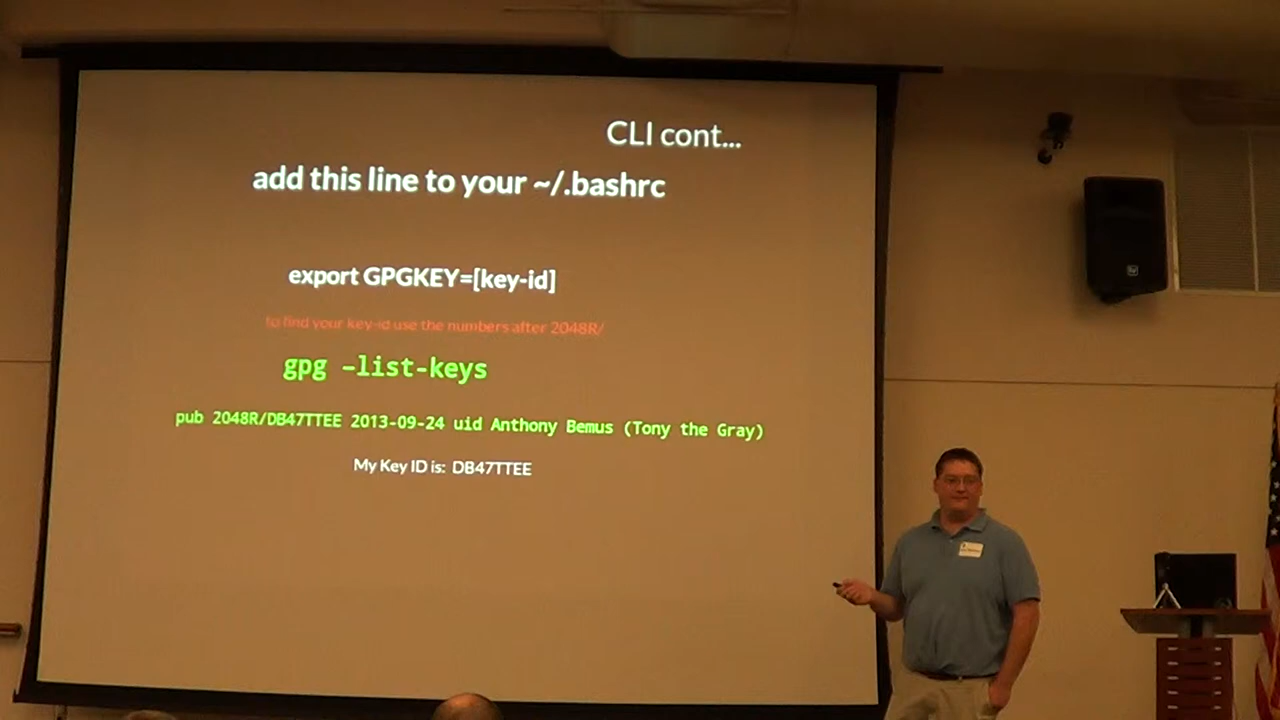 CLI cont...
add this line to your ~/.bashrc
export GPGKEY=[key-id]
to find your key-id use the numbers after 2048R/
gpg –list-keys
pub 2048R/DB47TTEE 2013-09-24 uid Anthony Bemus (Tony the Gray)
My Key ID is: DB47TTEE